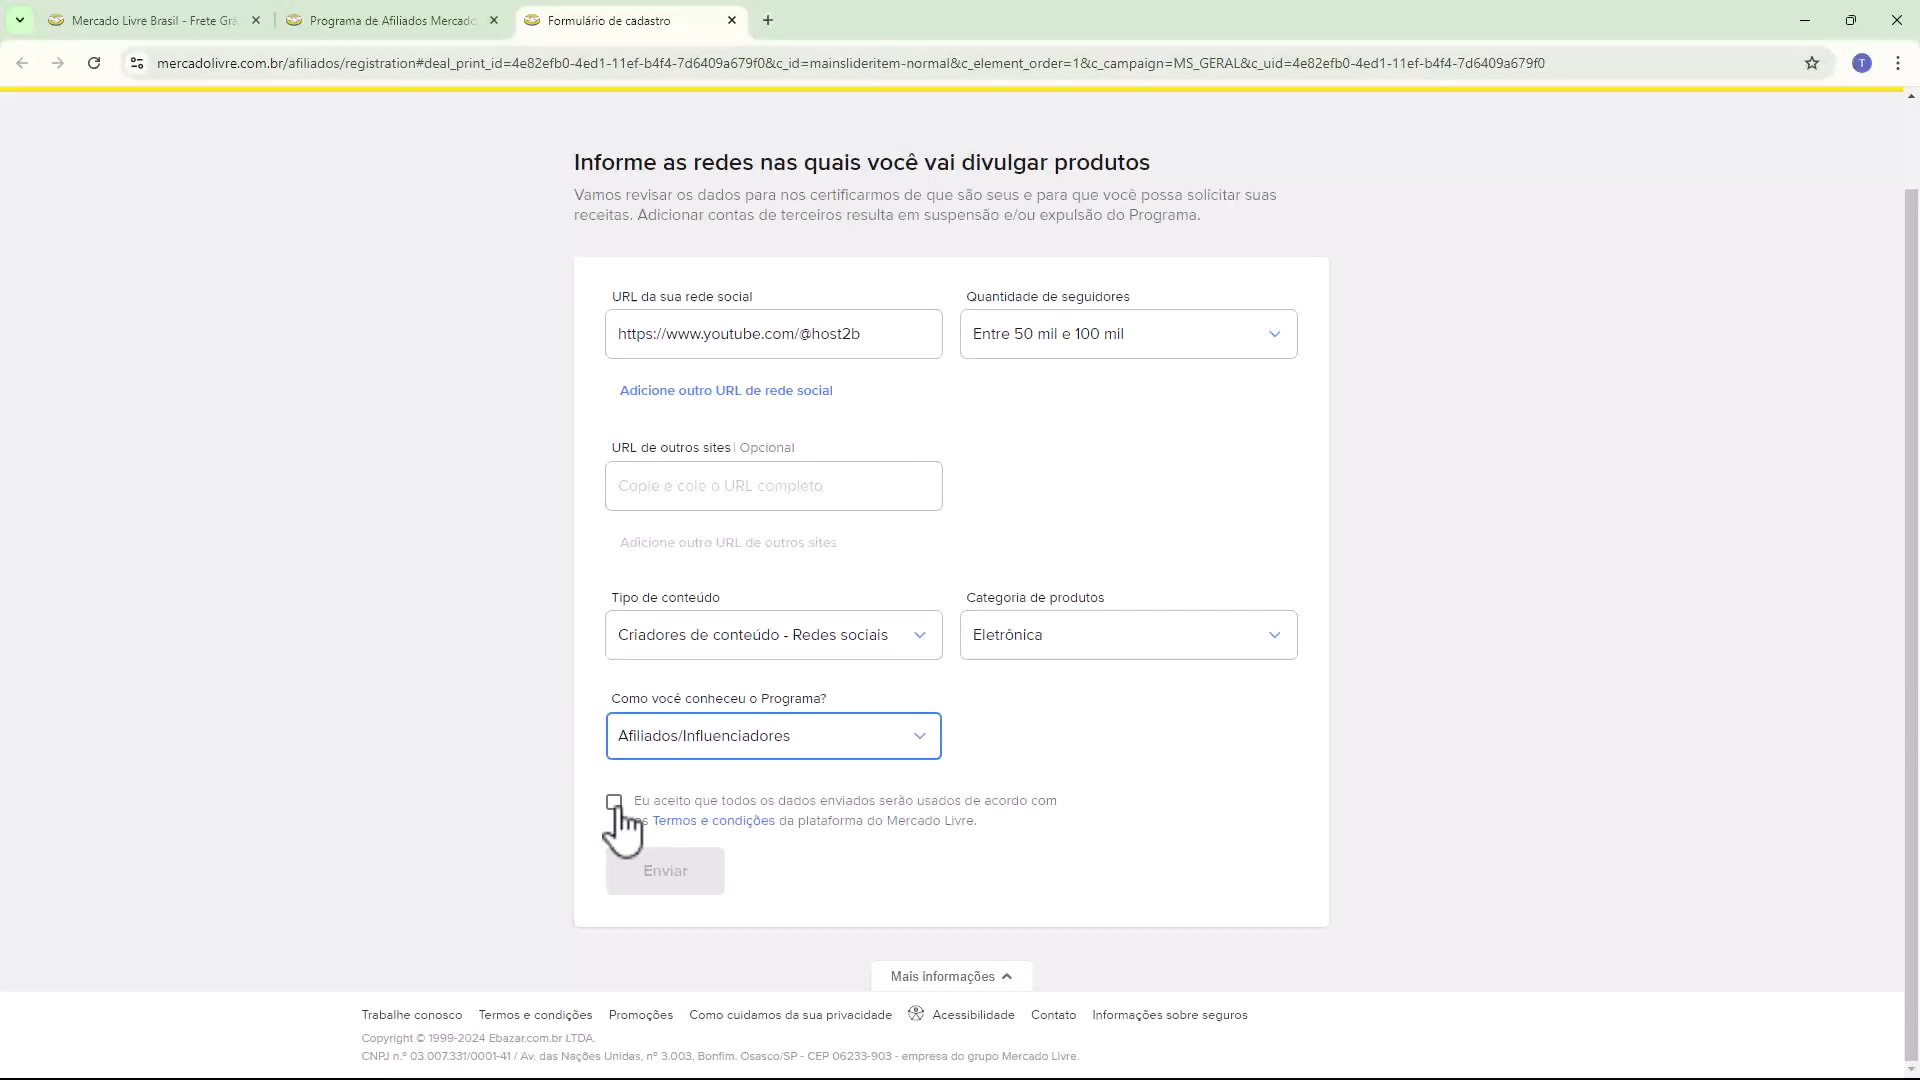 Mercado Livre Brasil - Frete Grá
Programa de Afiliados Mercado
Formulário de cadastro
mercadolivre.com.br/afiliados/registration#deal_print_id=4e82efb0-4ed1-11ef-b4f4-7d6409a679f0&c_id=mainslideritem-normal&c_element_order=1&c_campaign=MS_GERAL&c_uid=4e82efb0-4ed1-11ef-b4f4-7d6409a679f0
T
Informe as redes nas quais você vai divulgar produtos
Vamos revisar os dados para nos certificarmos de que são seus e para que você possa solicitar suas
receitas. Adicionar contas de terceiros resulta em suspensão e/ou expulsão do Programa.
URL da sua rede social
Quantidade de seguidores
https://www.youtube.com/@host2b
Entre 50 mil e 100 mil
Adicione outro URL de rede social
URL de outros sites | Opcional
Copie e cole o URL completo
Adicione outro URL de outros sites
Tipo de conteúdo
Categoria de produtos
Criadores de conteúdo - Redes sociais
Eletrônica
Como você conheceu o Programa?
Afiliados/Influenciadores
Eu aceito que todos os dados enviados serão usados de acordo com
Termos e condições da plataforma do Mercado Livre.
Enviar
Mais informações
Trabalhe conosco Termos e condições Promoções Como cuidamos da sua privacidade Acessibilidade Contato Informações sobre seguros
Copyright © 1999-2024 Ebazar.com.br LTDA.
CNPJ n.º 03.007.331/0001-41 / Av. das Nações Unidas, nº 3.003, Bonfim, Osasco/SP - CEP 06233-903 - empresa do grupo Mercado Livre.